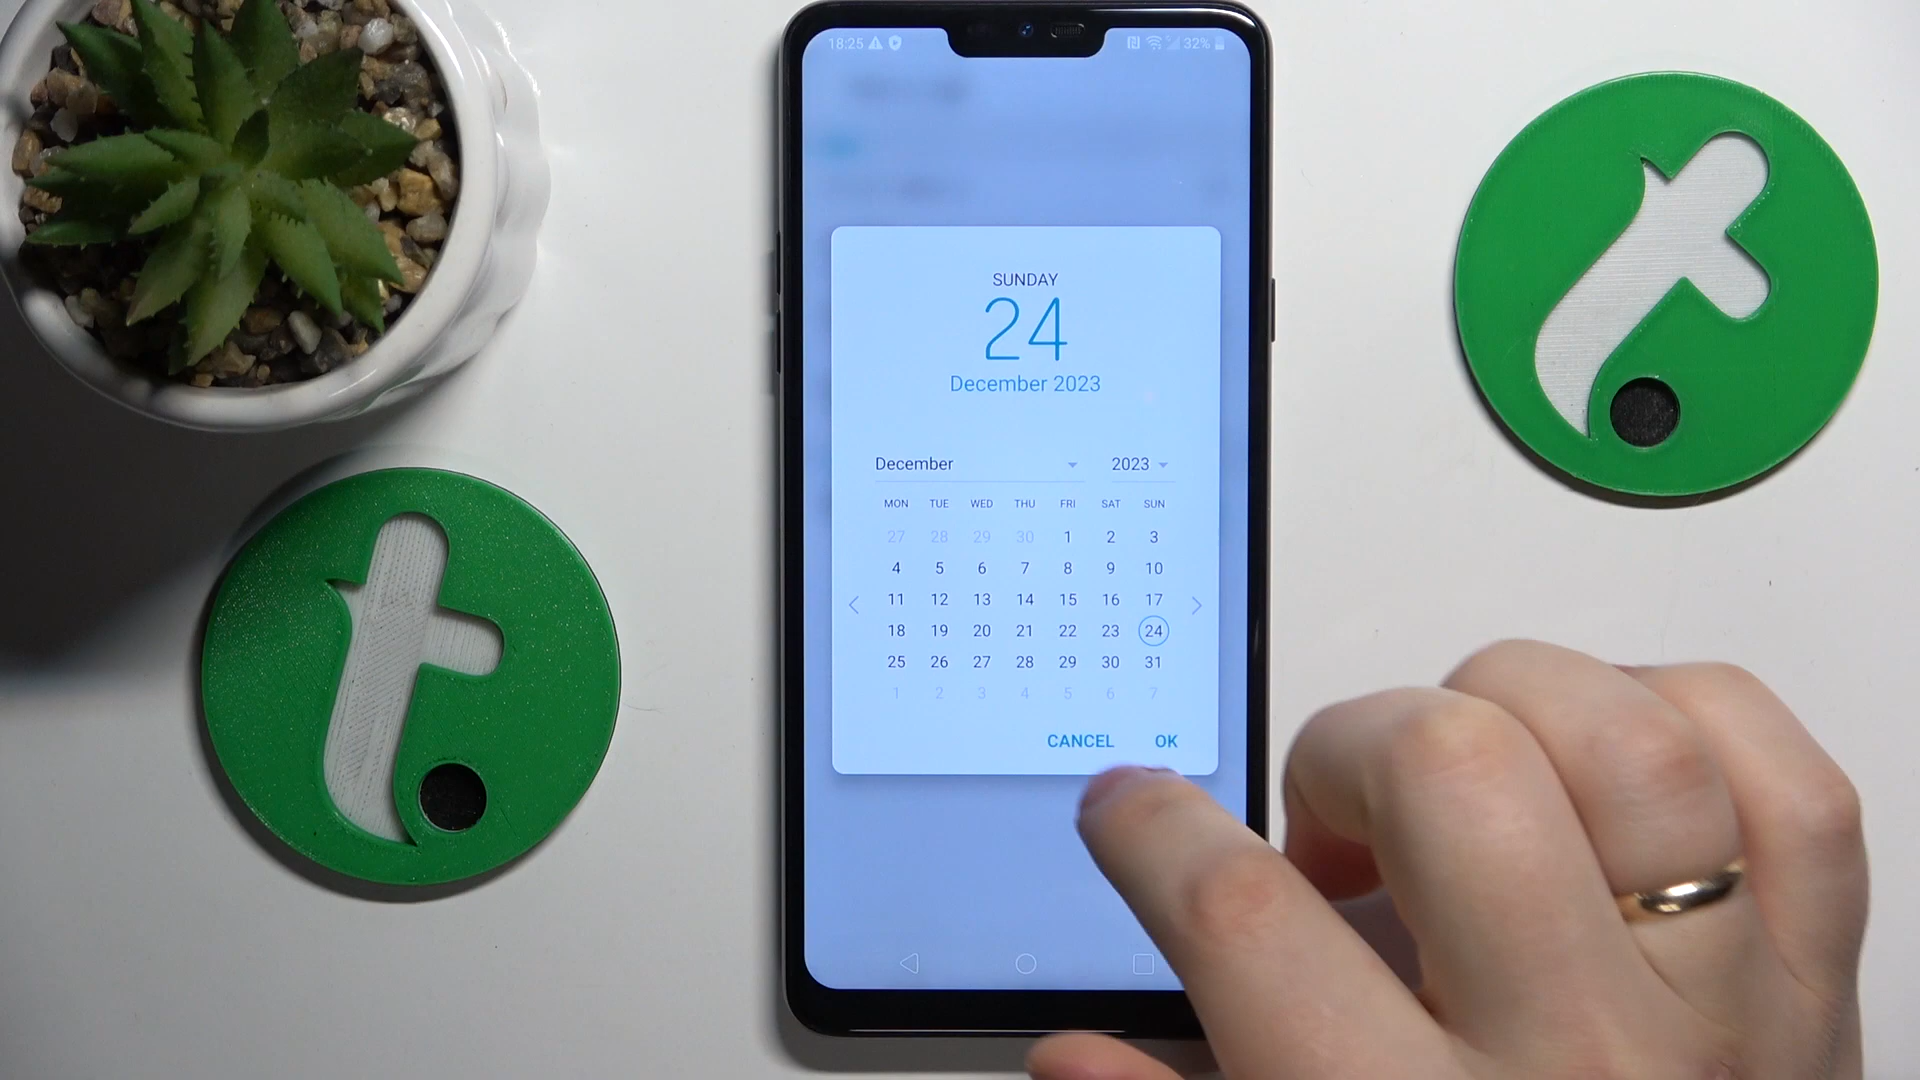 18:25 32%
SUNDAY
24
December 2023
December 2023
MON TUE WED THU FRI SAT SUN
27 28 29 30 1 2 3
4 5 6 7 8 9 10
11 12 13 14 15 16 17
18 19 20 21 22 23 24
25 26 27 28 29 30 31
1 2 3 4 5 6 7
CANCEL OK
t
t